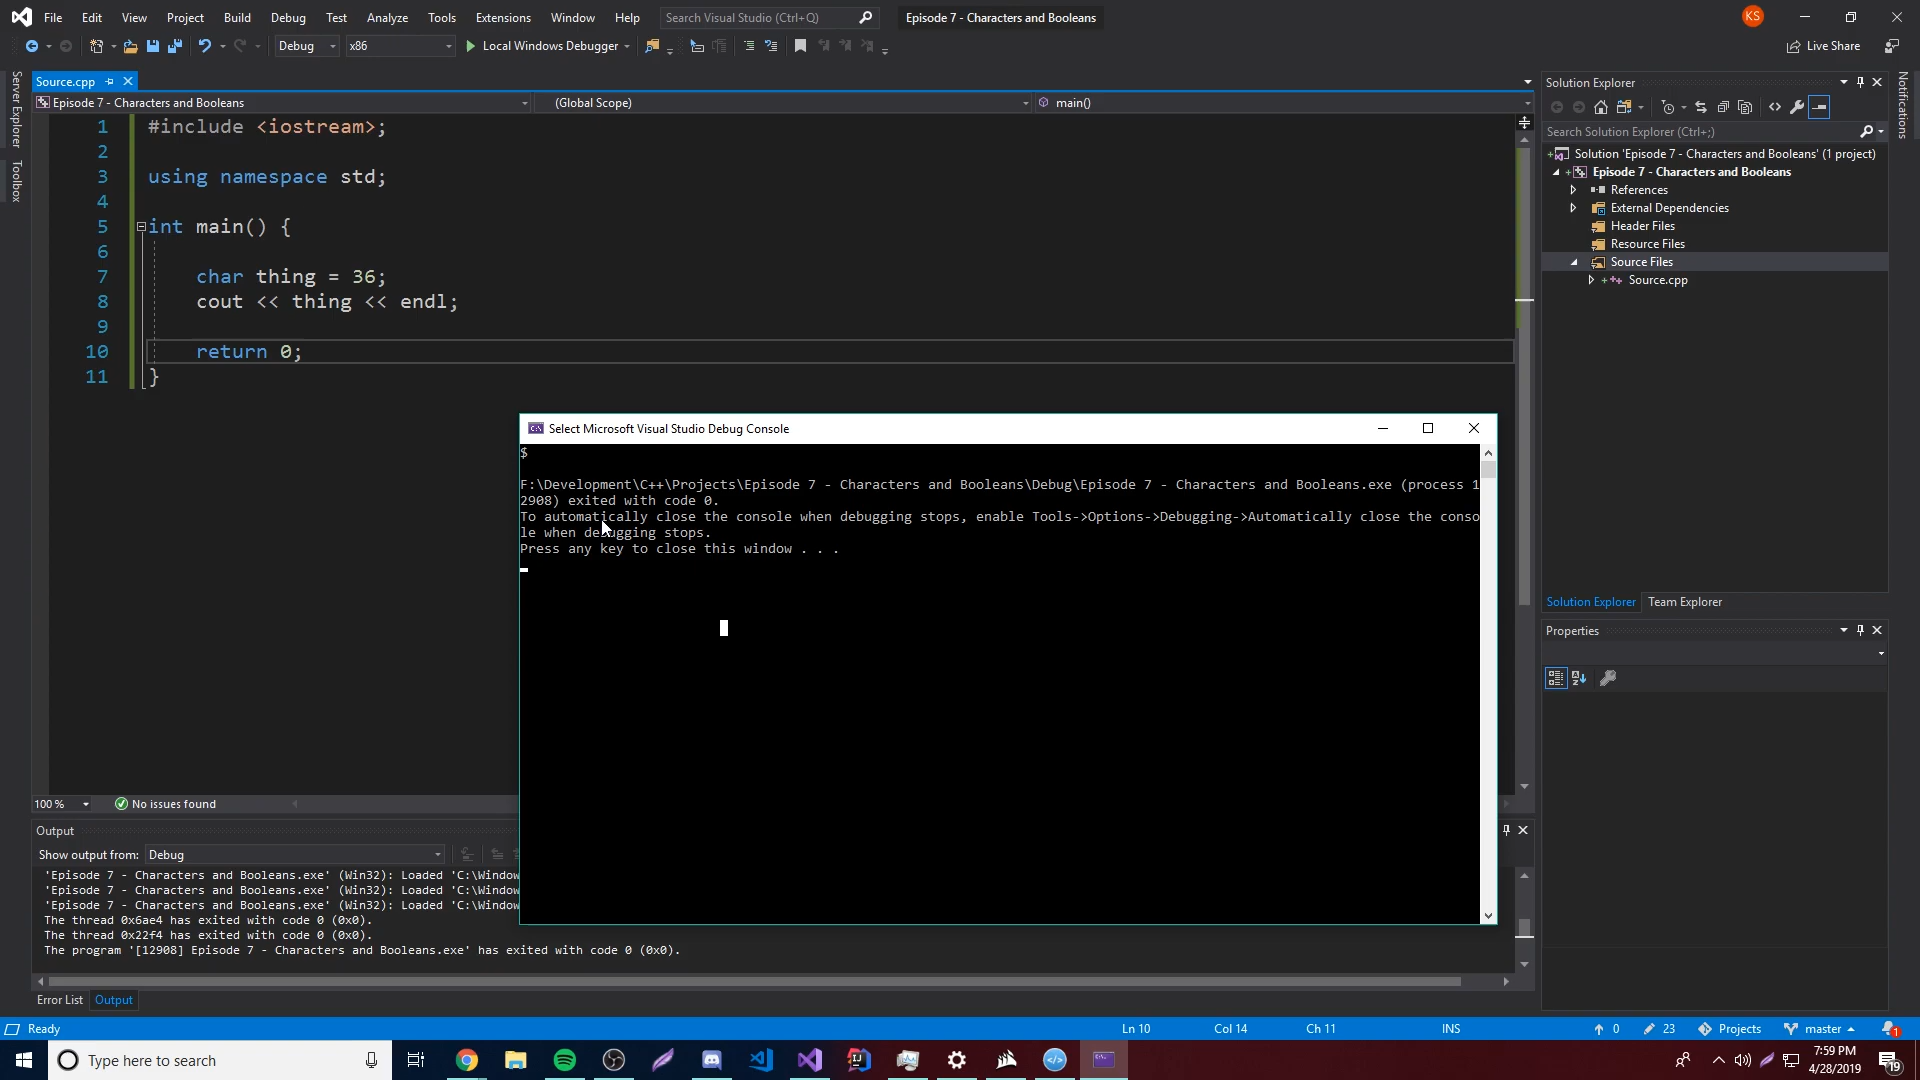 File Edit View Project Build Debug Test Analyze Tools Extensions Window Help Search Visual Studio (Ctrl+Q) Episode 7 - Characters and Booleans KS
Debug x86 Local Windows Debugger Live Share
Server Explorer
Toolbox
Notifications
Source.cpp
Episode 7 - Characters and Booleans (Global Scope) main()
1 #include <iostream>;
2
3 using namespace std;
4
5 int main() {
6
7 char thing = 36;
8 cout << thing << endl;
9
10 return 0;
11 }
Solution Explorer
Search Solution Explorer (Ctrl+;)
Solution 'Episode 7 - Characters and Booleans' (1 project)
Episode 7 - Characters and Booleans
References
External Dependencies
Header Files
Resource Files
Source Files
Source.cpp
Solution Explorer Team Explorer
Properties
Select Microsoft Visual Studio Debug Console
$
F:\Development\C++\Projects\Episode 7 - Characters and Booleans\Debug\Episode 7 - Characters and Booleans.exe (process 1
2908) exited with code 0.
To automatically close the console when debugging stops, enable Tools->Options->Debugging->Automatically close the conso
le when debugging stops.
Press any key to close this window . . .
100 % No issues found
Output
Show output from: Debug
'Episode 7 - Characters and Booleans.exe' (Win32): Loaded 'C:\Window
'Episode 7 - Characters and Booleans.exe' (Win32): Loaded 'C:\Window
'Episode 7 - Characters and Booleans.exe' (Win32): Loaded 'C:\Window
The thread 0x6ae4 has exited with code 0 (0x0).
The thread 0x22f4 has exited with code 0 (0x0).
The program '[12908] Episode 7 - Characters and Booleans.exe' has exited with code 0 (0x0).
Error List Output
Ready Ln 10 Col 14 Ch 11 INS 0 23 Projects master 1
Type here to search
7:59 PM
4/28/2019
19